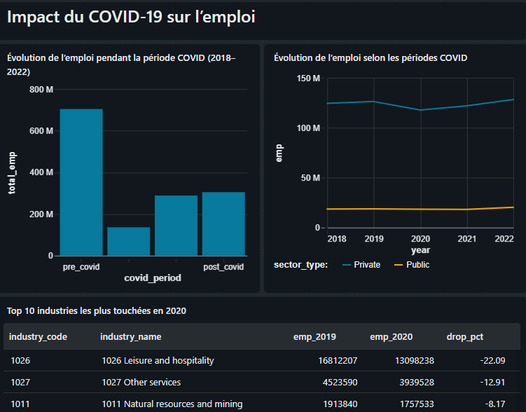 Impact du COVID-19 sur l'emploi
Évolution de l'emploi pendant la période COVID (2018–
2022)
800 M
600 M
400 M
200 M
0
total_emp
pre_covid
post_covid
covid_period
Évolution de l'emploi selon les périodes COVID
150 M
100 M
50 M
0
emp
2018 2019 2020 2021 2022
year
sector_type: Private Public
Top 10 industries les plus touchées en 2020
industry_code industry_name emp_2019 emp_2020 drop_pct
1026 1026 Leisure and hospitality 16812207 13098238 -22.09
1027 1027 Other services 4523590 3939528 -12.91
1011 1011 Natural resources and mining 1913840 1757533 -8.17